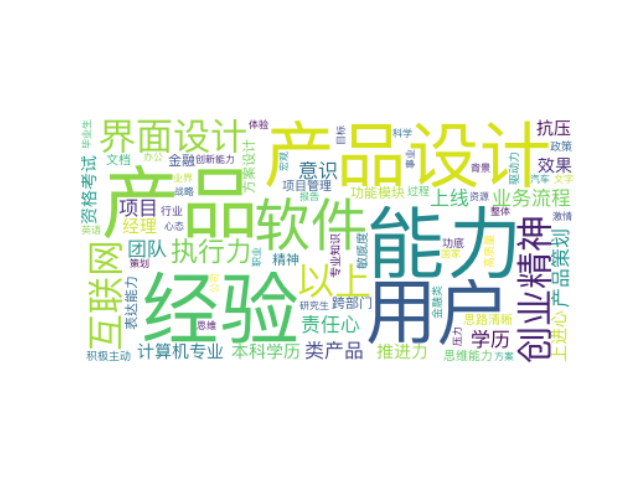 毕业生
界面设计
体验
产品设计
目标
科学
抗压
政策
文档
办公
金融
创新能力
方案设计
宏观
意识
事业
背景
驱动力
效果
资格考试
业界
战略
项目管理
功能模块
过程
上线
资源
汽车
文字
业务流程
英语
项目
行业
产品
报告
整体
激情
经理
心态
软件
能力
互联网
团队
执行力
精神
职业
专业知识
敏感度
功底
国家
高质量
创业精神
产品策划
策划
表达能力
公司
经验
以上
用户
研究生
跨部门
金融类
思维
责任心
压力
思路清晰
上进心
学历
积极主动
计算机专业
本科学历
类产品
推进力
思维能力
方案